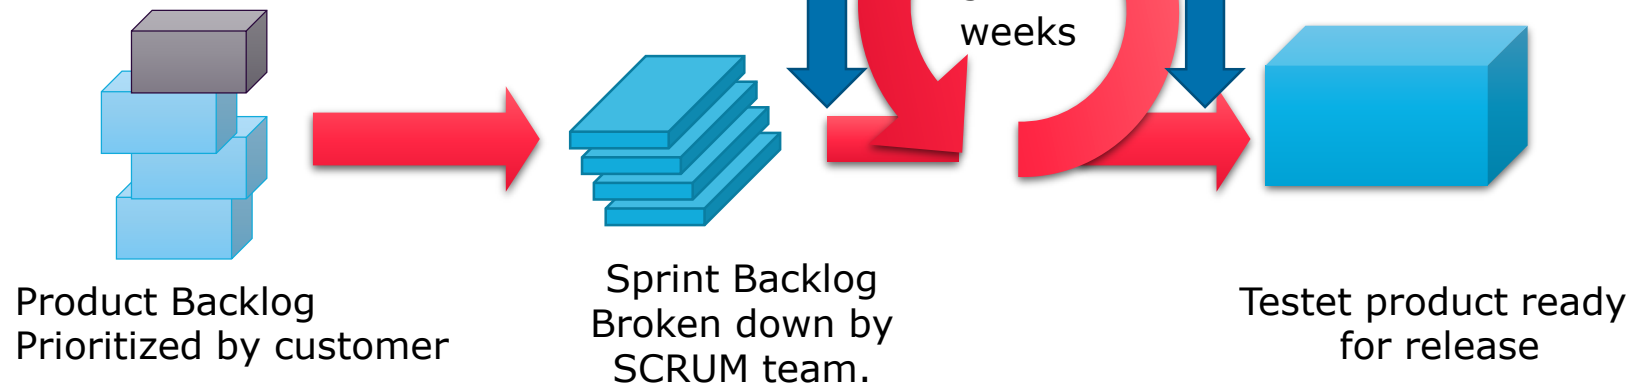 weeks
Product Backlog
Prioritized by customer
Sprint Backlog
Broken down by
SCRUM team.
Testet product ready
for release